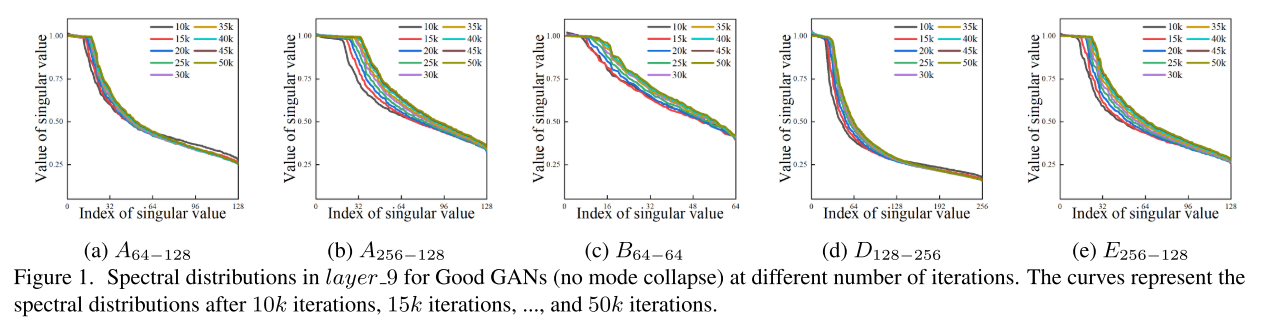 Value of singular value
1.00
0.75
0.50
0.25
0 32 64 96 128
Index of singular value
10k 35k
15k 40k
20k 45k
25k 50k
30k
(a) A64−128
Value of singular value
1.00
0.75
0.50
0.25
0 32 64 96 128
Index of singular value
10k 35k
15k 40k
20k 45k
25k 50k
30k
(b) A256−128
Value of singular value
1.00
0.75
0.50
0.25
0 16 32 48 64
Index of singular value
10k 35k
15k 40k
20k 45k
25k 50k
30k
(c) B64−64
Value of singular value
1.00
0.75
0.50
0.25
0 64 128 192 256
Index of singular value
10k 35k
15k 40k
20k 45k
25k 50k
30k
(d) D128−256
Value of singular value
1.00
0.75
0.50
0.25
0 32 64 96 128
Index of singular value
10k 35k
15k 40k
20k 45k
25k 50k
30k
(e) E256−128
Figure 1. Spectral distributions in layer_9 for Good GANs (no mode collapse) at different number of iterations. The curves represent the
spectral distributions after 10k iterations, 15k iterations, ..., and 50k iterations.